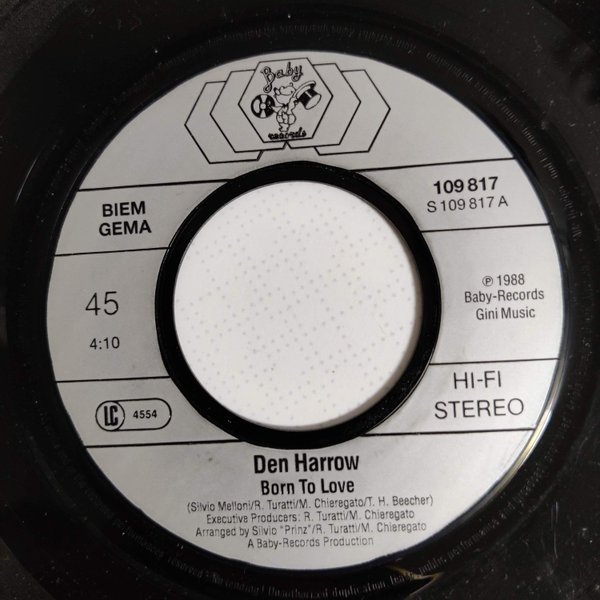 Baby
records
BIEM
GEMA
109 817
S 109 817 A
45
4:10
℗ 1988
Baby-Records
Gini Music
LC 4554
HI-FI
STEREO
Den Harrow
Born To Love
(Silvio Melloni/R. Turatti/M. Chieregato/T. H. Beecher)
Executive Producers: R. Turatti/M. Chieregato
Arranged by Silvio "Prinz"/R. Turatti/M. Chieregato
A Baby-Records Production